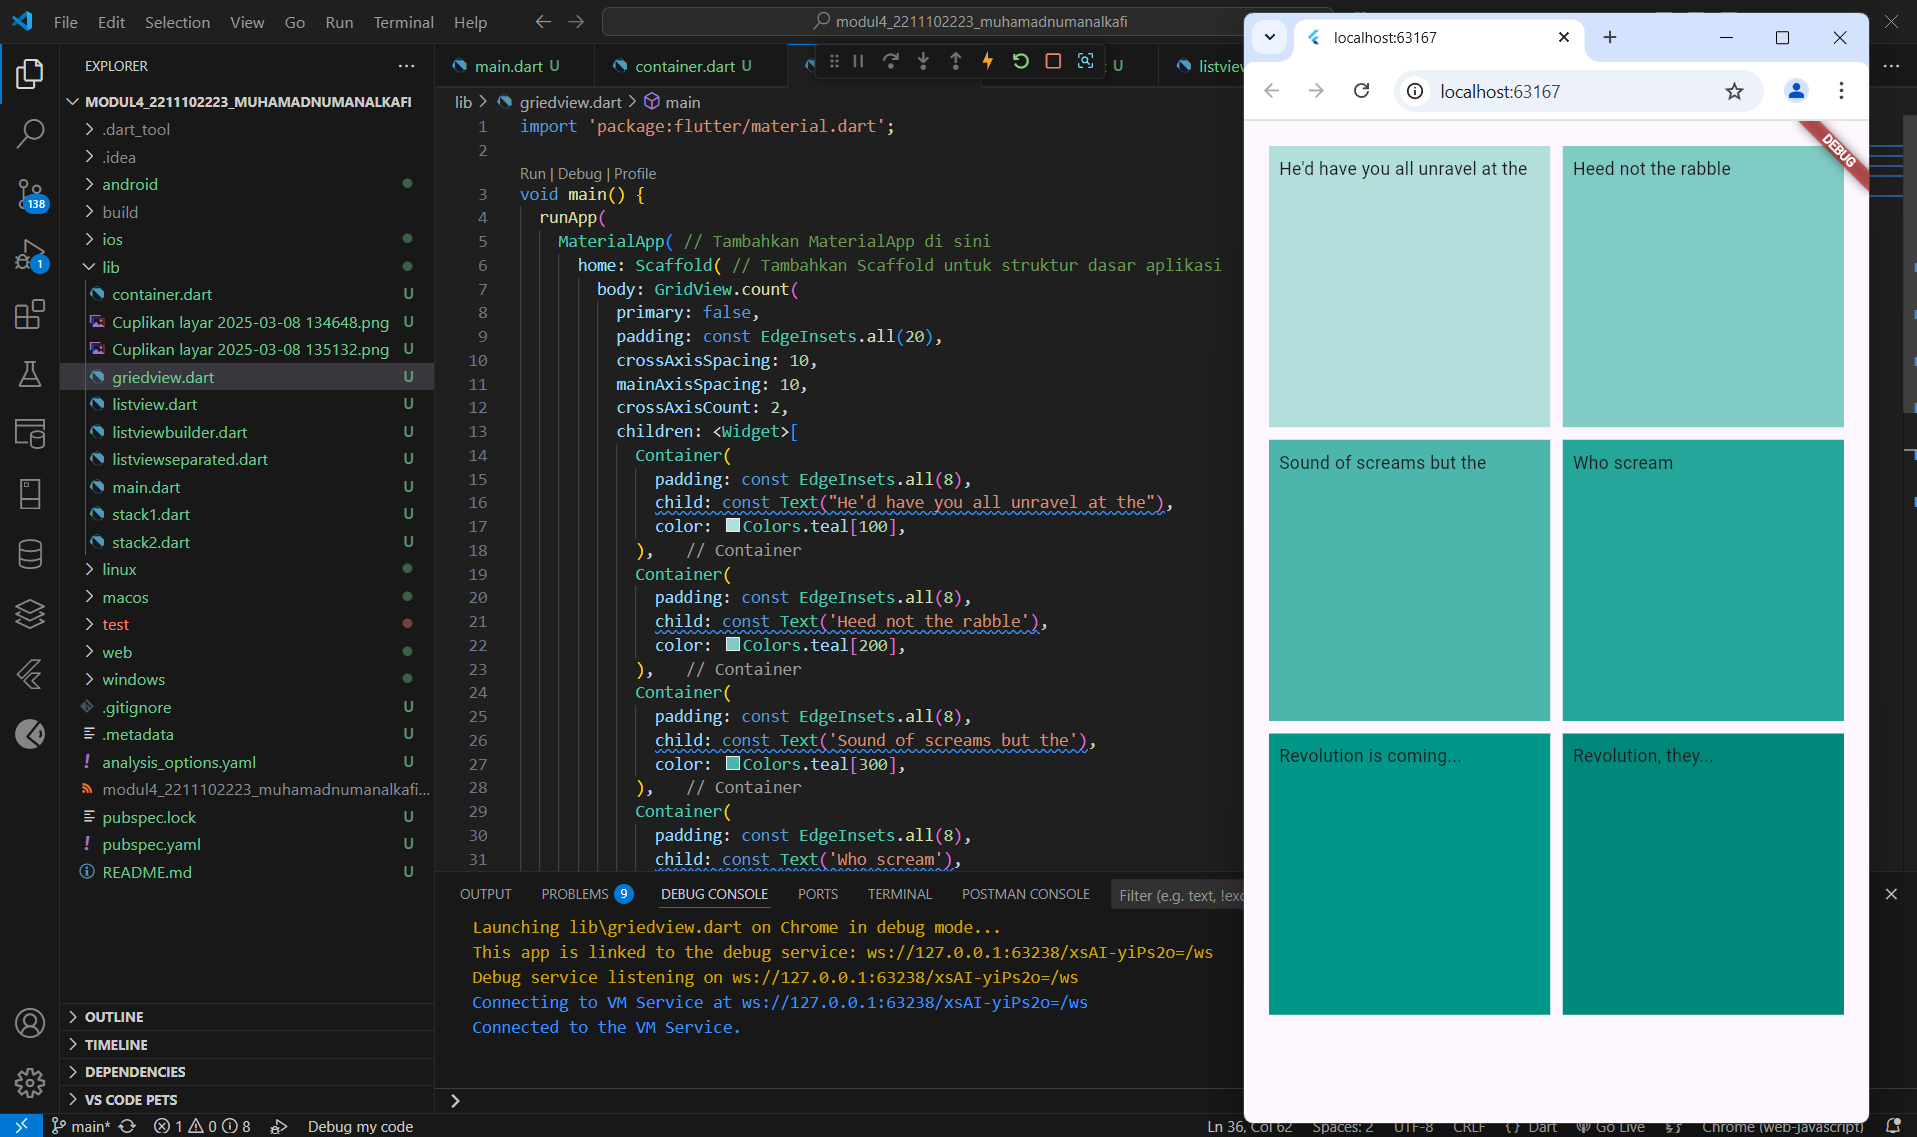 File Edit Selection View Go Run Terminal Help
modul4_2211102223_muhamadnumanalkafi
EXPLORER
MODUL4_2211102223_MUHAMADNUMANALKAFI
.dart_tool
.idea
android
build
ios
lib
container.dart U
Cuplikan layar 2025-03-08 134648.png U
Cuplikan layar 2025-03-08 135132.png U
griedview.dart U
listview.dart U
listviewbuilder.dart U
listviewseparated.dart U
main.dart U
stack1.dart U
stack2.dart U
linux
macos
test
web
windows
.gitignore U
.metadata U
analysis_options.yaml U
modul4_2211102223_muhamadnumanalkafi...
pubspec.lock U
pubspec.yaml U
README.md U
OUTLINE
TIMELINE
DEPENDENCIES
VS CODE PETS
138
1
main.dart U container.dart U U listview
lib griedview.dart main
1 import 'package:flutter/material.dart';
2
Run | Debug | Profile
3 void main() {
4 runApp(
5 MaterialApp( // Tambahkan MaterialApp di sini
6 home: Scaffold( // Tambahkan Scaffold untuk struktur dasar aplikasi
7 body: GridView.count(
8 primary: false,
9 padding: const EdgeInsets.all(20),
10 crossAxisSpacing: 10,
11 mainAxisSpacing: 10,
12 crossAxisCount: 2,
13 children: <Widget>[
14 Container(
15 padding: const EdgeInsets.all(8),
16 child: const Text("He'd have you all unravel at the"),
17 color: Colors.teal[100],
18 ), // Container
19 Container(
20 padding: const EdgeInsets.all(8),
21 child: const Text('Heed not the rabble'),
22 color: Colors.teal[200],
23 ), // Container
24 Container(
25 padding: const EdgeInsets.all(8),
26 child: const Text('Sound of screams but the'),
27 color: Colors.teal[300],
28 ), // Container
29 Container(
30 padding: const EdgeInsets.all(8),
31 child: const Text('Who scream'),
OUTPUT PROBLEMS 9 DEBUG CONSOLE PORTS TERMINAL POSTMAN CONSOLE Filter (e.g. text, !exc
Launching lib\griedview.dart on Chrome in debug mode...
This app is linked to the debug service: ws://127.0.0.1:63238/xsAI-yiPs2o=/ws
Debug service listening on ws://127.0.0.1:63238/xsAI-yiPs2o=/ws
Connecting to VM Service at ws://127.0.0.1:63238/xsAI-yiPs2o=/ws
Connected to the VM Service.
localhost:63167
localhost:63167
DEBUG
He'd have you all unravel at the
Heed not the rabble
Sound of screams but the
Who scream
Revolution is coming...
Revolution, they...
main* 1 0 8 Debug my code Ln 36, Col 62 Spaces: 2 UTF-8 CRLF {} Dart Go Live Chrome (web-javascript)